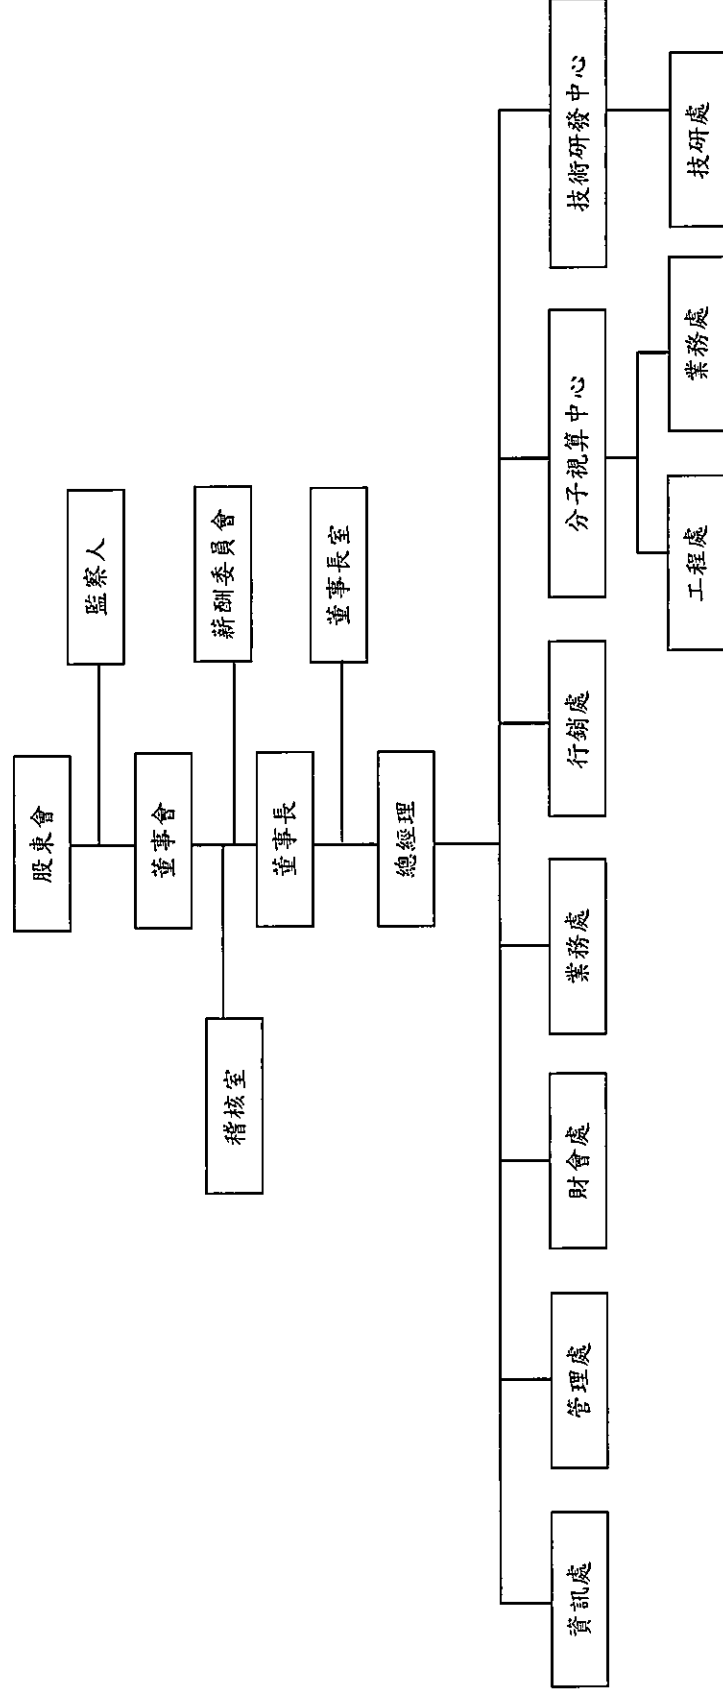 股東會
監察人
董事會
薪酬委員會
稽核室
董事長
董事長室
總經理
資訊處
管理處
財會處
業務處
行銷處
分子視算中心
技術研發中心
工程處
業務處
技研處